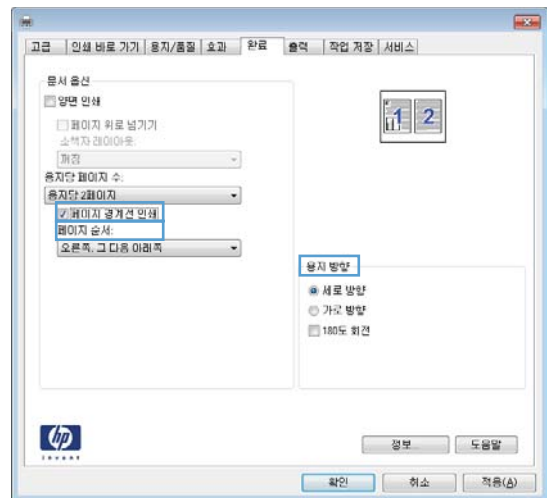 고급 인쇄 바로 가기 용지/품질 효과 완료 출력 작업 저장 서비스
문서 옵션
양면 인쇄
페이지 위로 넘기기
소책자 레이아웃:
꺼짐
용지당 페이지 수:
용지당 2페이지
페이지 경계선 인쇄
페이지 순서:
오른쪽, 그 다음 아래쪽
1 2
용지 방향
세로 방향
가로 방향
180도 회전
hp
invent
정보...
도움말
확인
취소
적용(A)